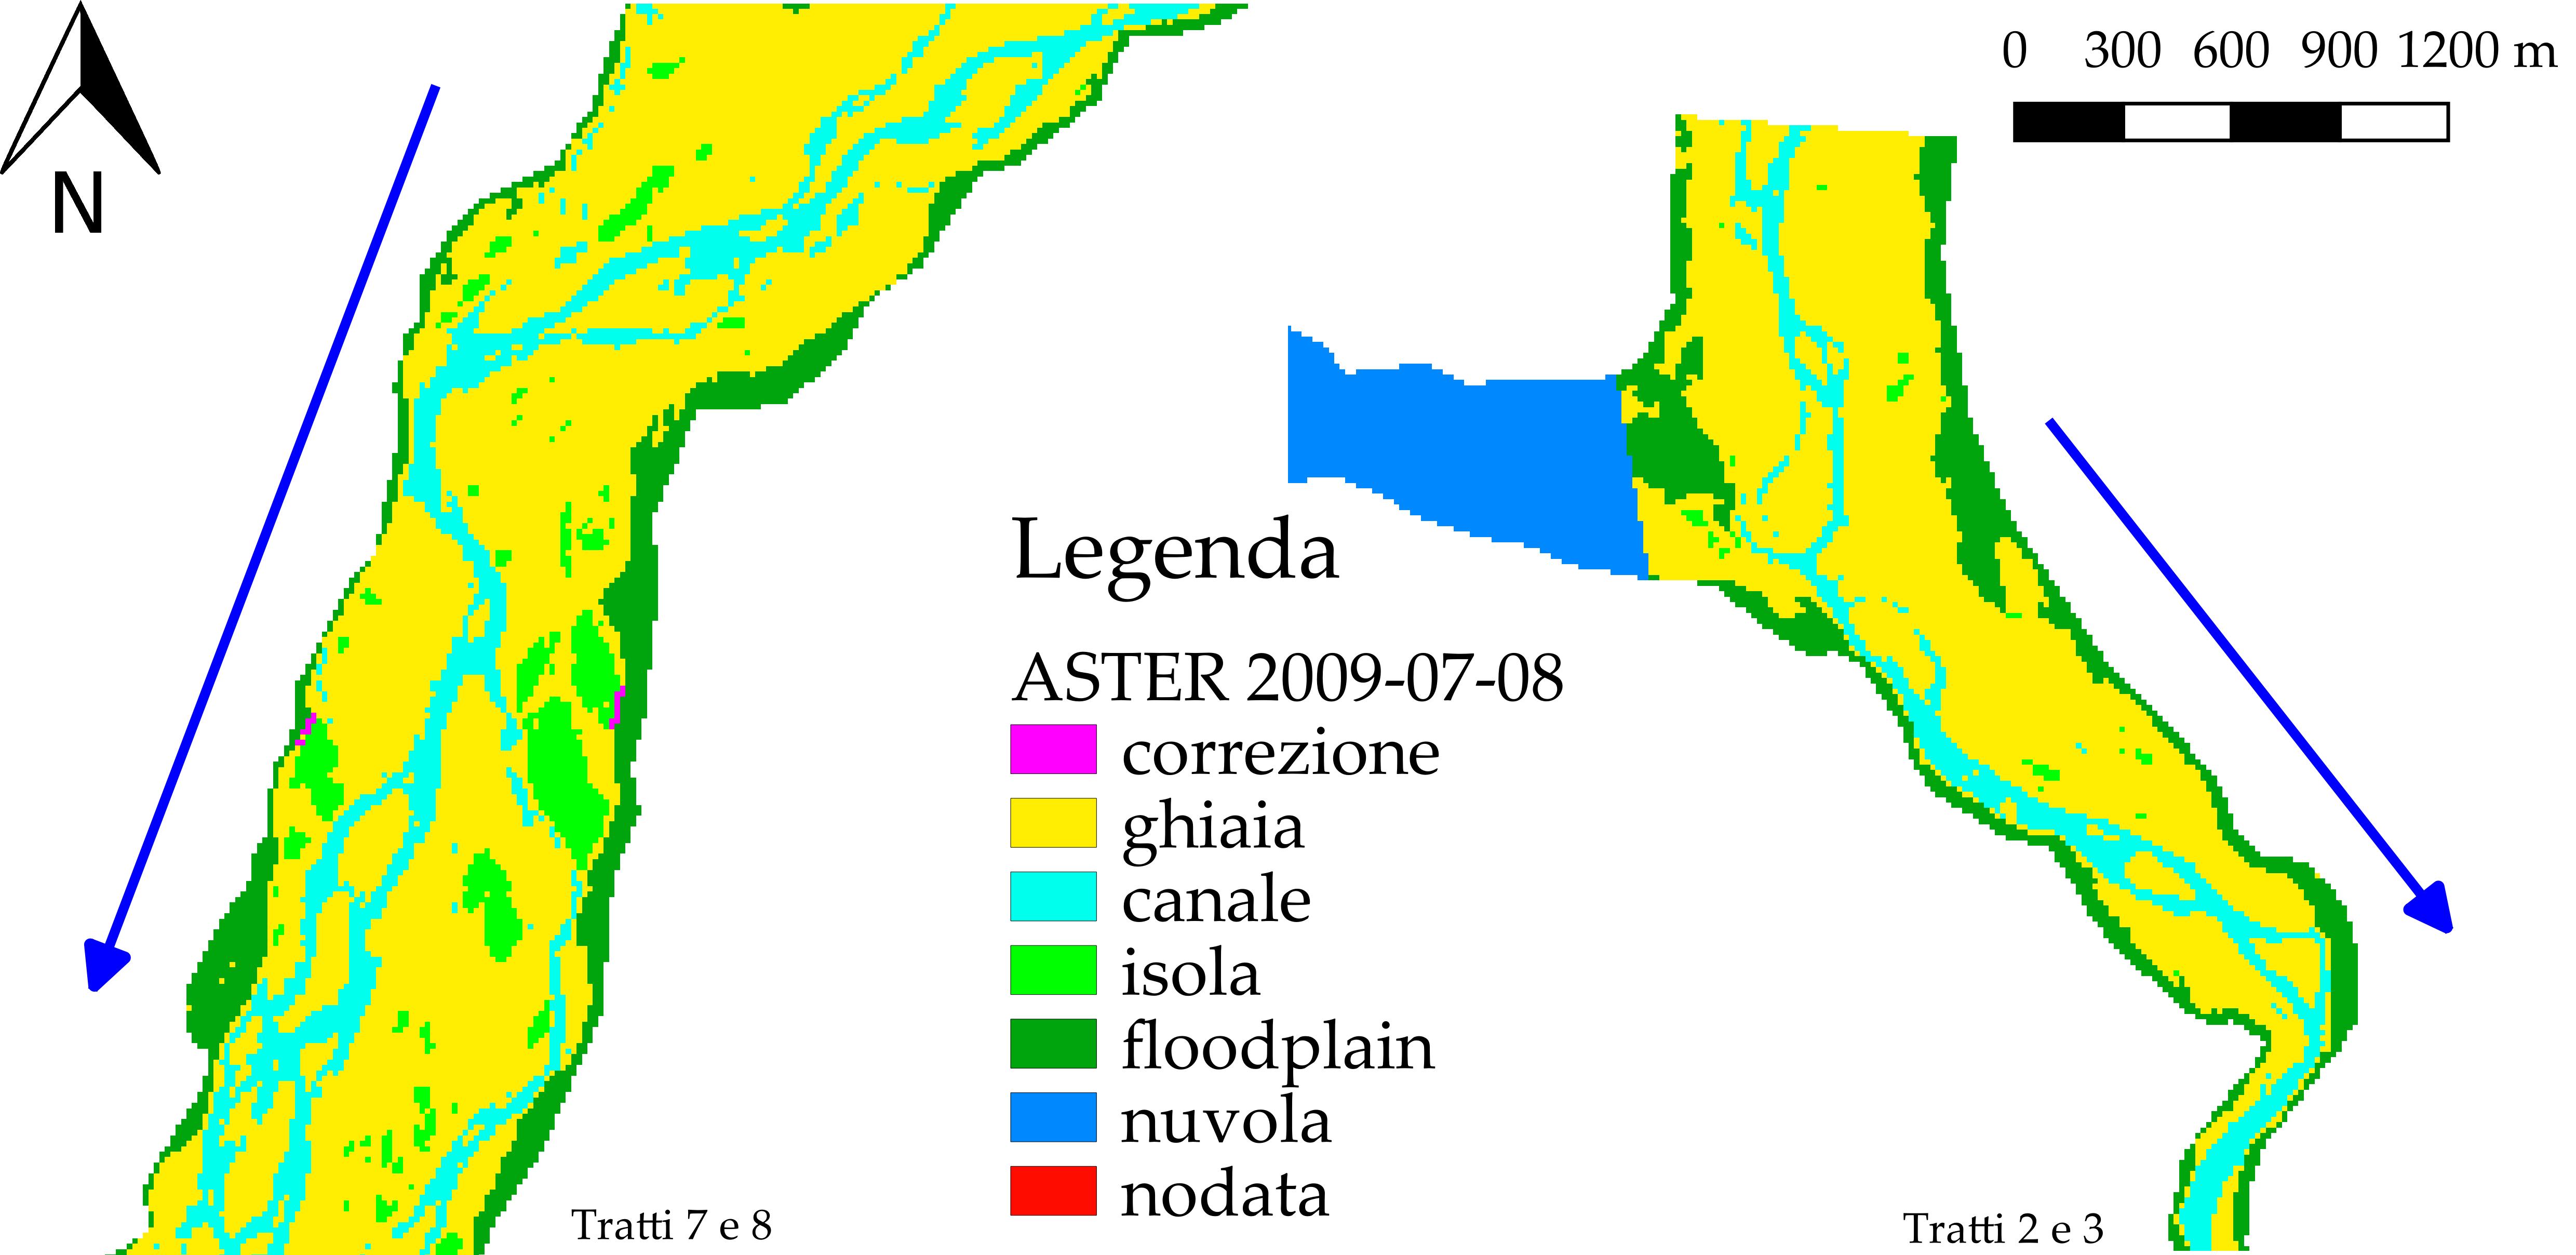 N
0 300 600 900 1200 m
Legenda
ASTER 2009-07-08
correzione
ghiaia
canale
isola
floodplain
nuvola
nodata
Tratti 7 e 8
Tratti 2 e 3